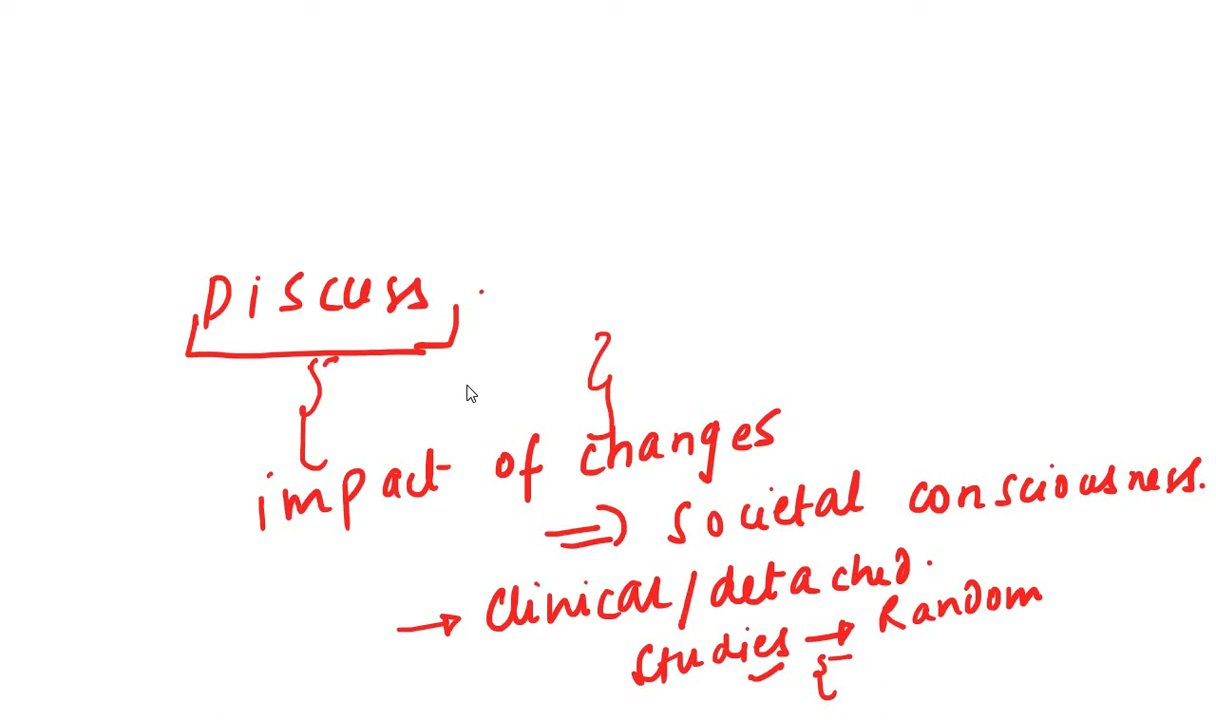 Discuss
impact of changes
⇒ Societal consciousness.
→ Clinical/detached.
Studies → Random